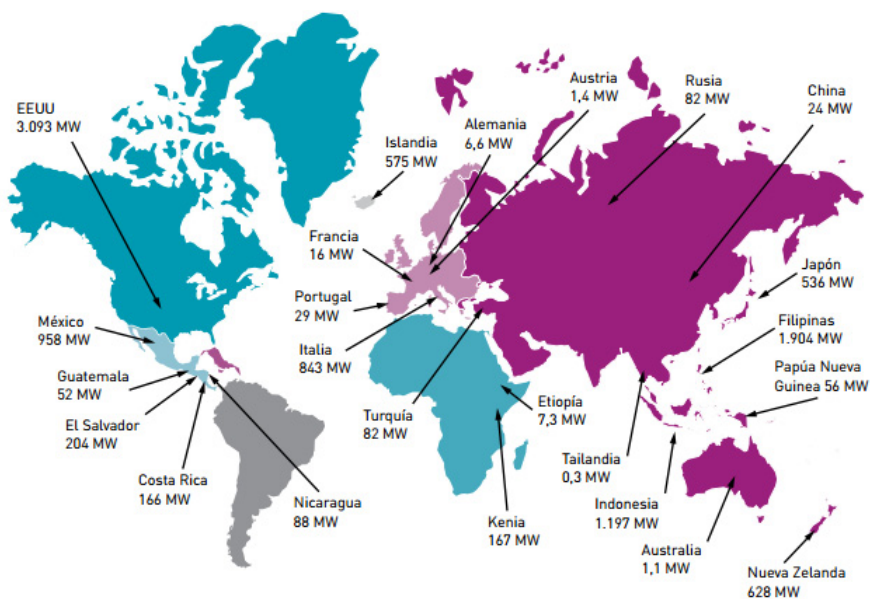 EEUU
3.093 MW
Islandia
575 MW
Alemania
6,6 MW
Austria
1,4 MW
Rusia
82 MW
China
24 MW
Francia
16 MW
Portugal
29 MW
Italia
843 MW
Turquía
82 MW
Japón
536 MW
Filipinas
1.904 MW
Papúa Nueva
Guinea 56 MW
México
958 MW
Guatemala
52 MW
El Salvador
204 MW
Costa Rica
166 MW
Nicaragua
88 MW
Etiopía
7,3 MW
Kenia
167 MW
Tailandia
0,3 MW
Indonesia
1.197 MW
Australia
1,1 MW
Nueva Zelanda
628 MW